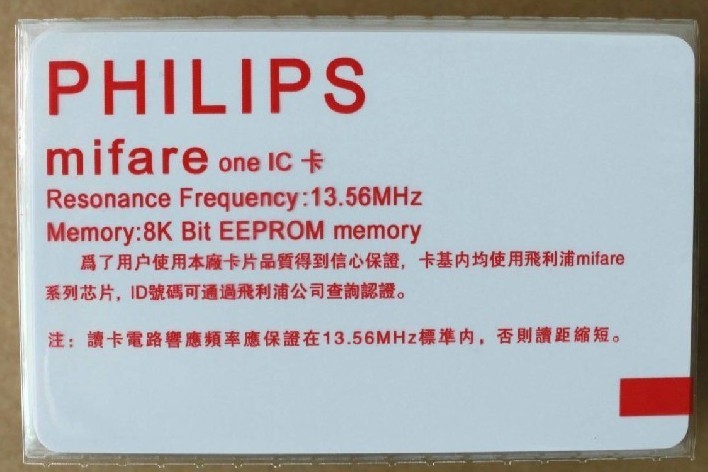 PHILIPS
mifare one IC 卡
Resonance Frequency:13.56MHz
Memory:8K Bit EEPROM memory
爲了用户使用本廠卡片品質得到信心保證，卡基内均使用飛利浦mifare
系列芯片，ID號碼可通過飛利浦公司查詢認證。
注：讀卡電路響應頻率應保證在13.56MHz標準内，否則讀距縮短。